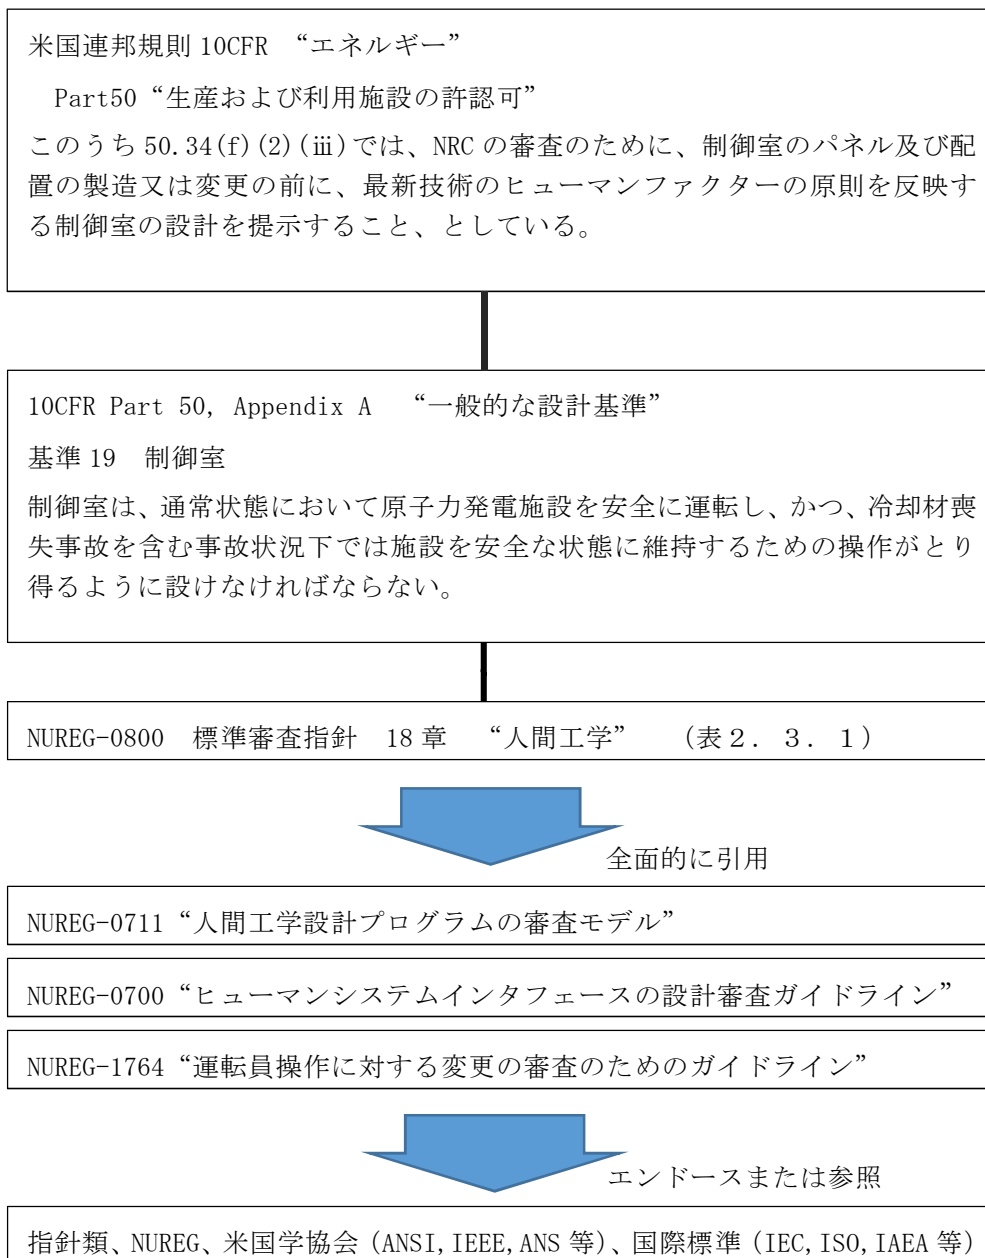 米国連邦規則 10CFR “エネルギー”
Part50“生産および利用施設の許認可”
このうち 50.34(f)(2)(ⅲ)では、NRC の審査のために、制御室のパネル及び配
置の製造又は変更の前に、最新技術のヒューマンファクターの原則を反映す
る制御室の設計を提示すること、としている。
10CFR Part 50, Appendix A “一般的な設計基準”
基準 19 制御室
制御室は、通常状態において原子力発電施設を安全に運転し、かつ、冷却材喪
失事故を含む事故状況下では施設を安全な状態に維持するための操作がとり
得るように設けなければならない。
NUREG-0800 標準審査指針 18 章 “人間工学” (表２．３．１)
全面的に引用
NUREG-0711“人間工学設計プログラムの審査モデル”
NUREG-0700“ヒューマンシステムインタフェースの設計審査ガイドライン”
NUREG-1764“運転員操作に対する変更の審査のためのガイドライン”
エンドースまたは参照
指針類、NUREG、米国学協会（ANSI,IEEE,ANS 等）、国際標準（IEC,ISO,IAEA 等）